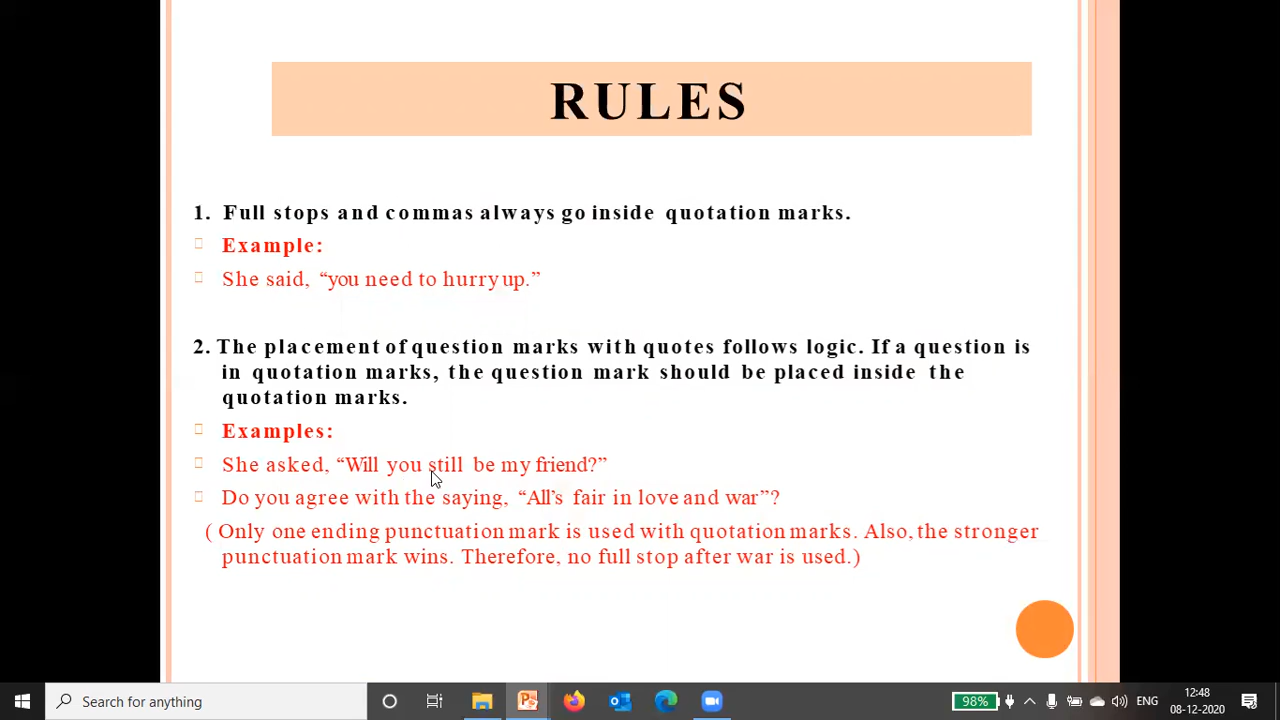 RULES
1. Full stops and commas always go inside quotation marks.
Example:
She said, “you need to hurry up.”
2. The placement of question marks with quotes follows logic. If a question is
in quotation marks, the question mark should be placed inside the
quotation marks.
Examples:
She asked, “Will you still be my friend?”
Do you agree with the saying, “All’s fair in love and war”?
( Only one ending punctuation mark is used with quotation marks. Also, the stronger
punctuation mark wins. Therefore, no full stop after war is used.)
Search for anything
98%
ENG
12:48
08-12-2020